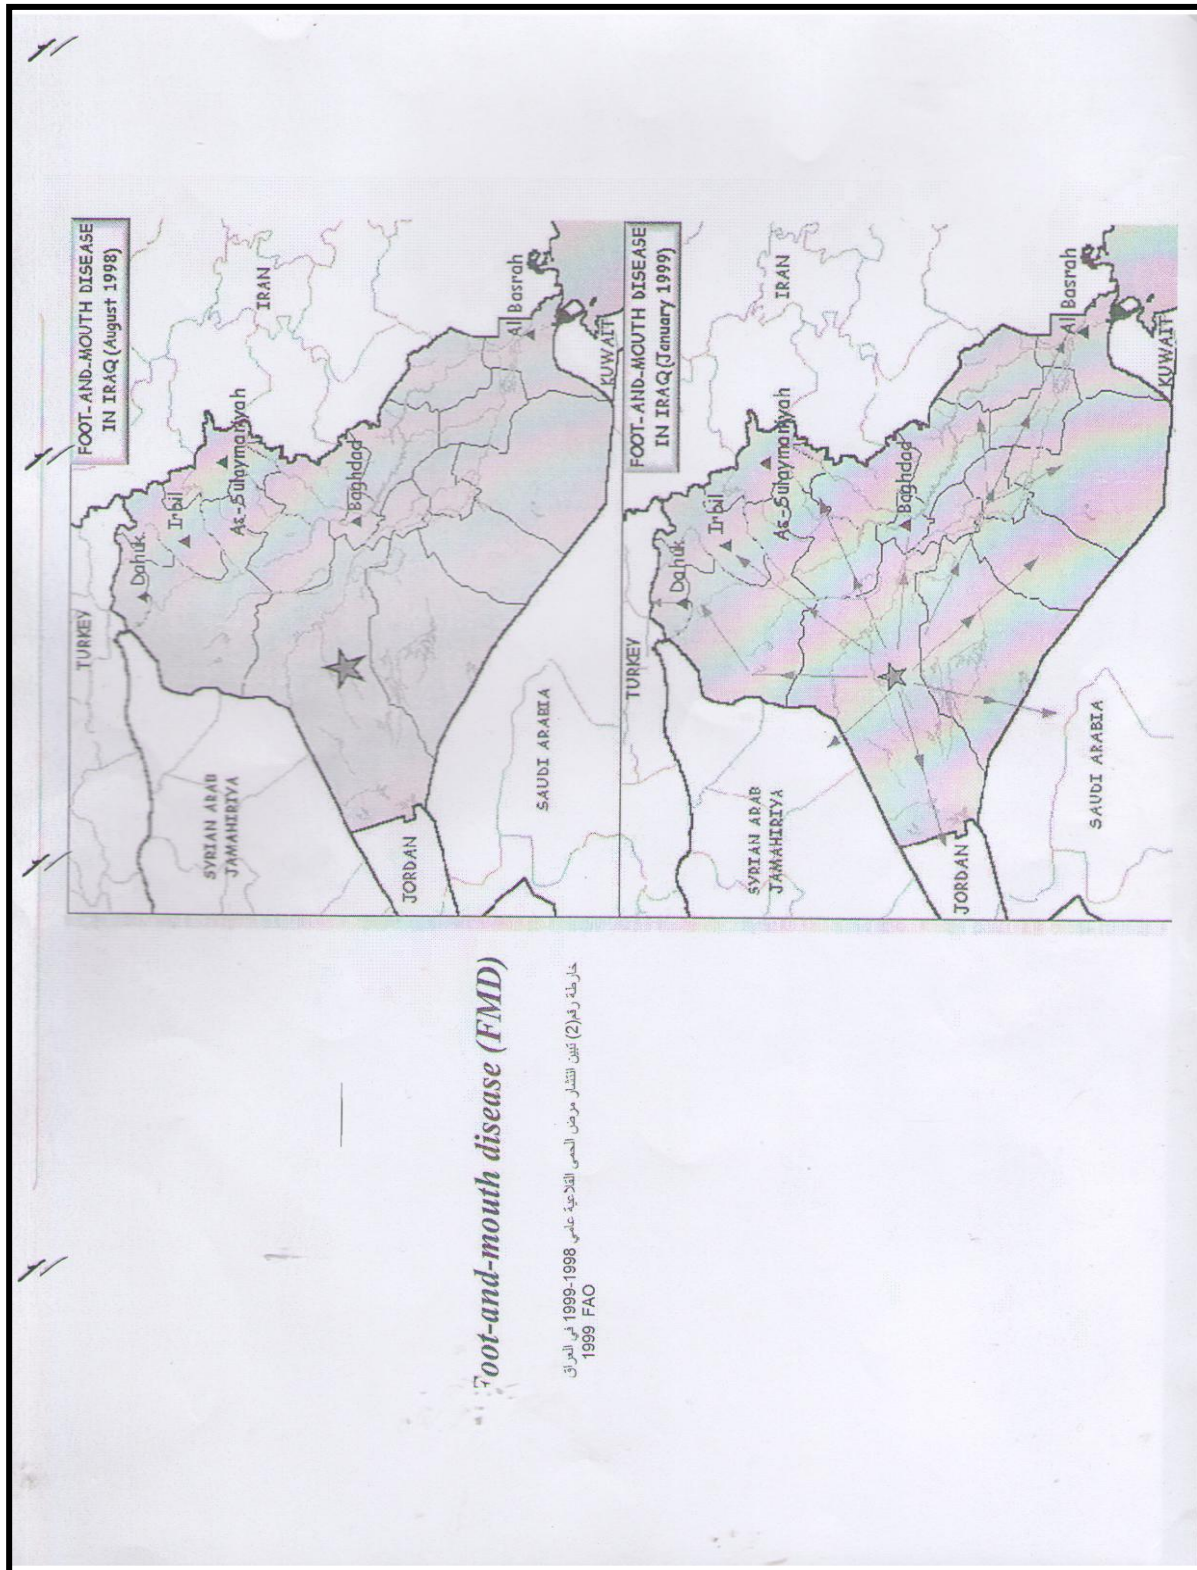 Foot-and-mouth disease (FMD)
خارطة رقم(2) تبين انتشار مرض الحمى القلاعية عامي 1999-1998 في العراق
1999 FAO
FOOT-AND-MOUTH DISEASE
IN IRAQ (August 1998)
TURKEY
Dahuk
Irbil
As-Sulaymaniyah
IRAN
SYRIAN ARAB
JAMAHIRIYA
Baghdad
JORDAN
SAUDI ARABIA
Al Basrah
KUWAIT
FOOT-AND-MOUTH DISEASE
IN IRAQ (January 1999)
TURKEY
Dahuk
Irbil
As-Sulaymaniyah
IRAN
SYRIAN ARAB
JAMAHIRIYA
Baghdad
JORDAN
SAUDI ARABIA
Al Basrah
KUWAIT